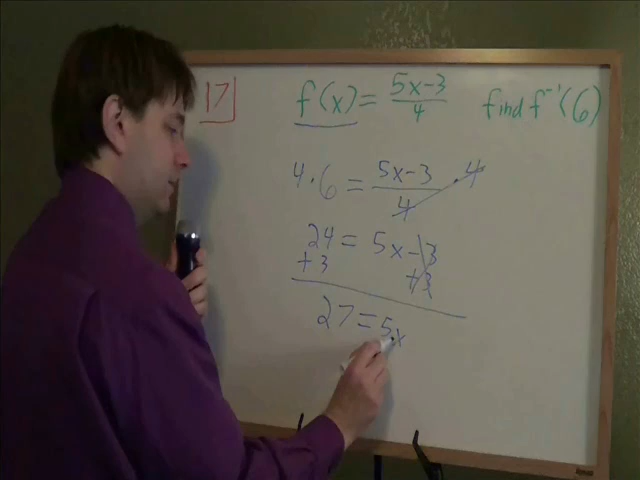 17 f(x) = 5x-3/4 find f⁻¹(6)
4 · 6 = 5x-3/4 · 4
24 = 5x-3
+3 +3
27 = 5x